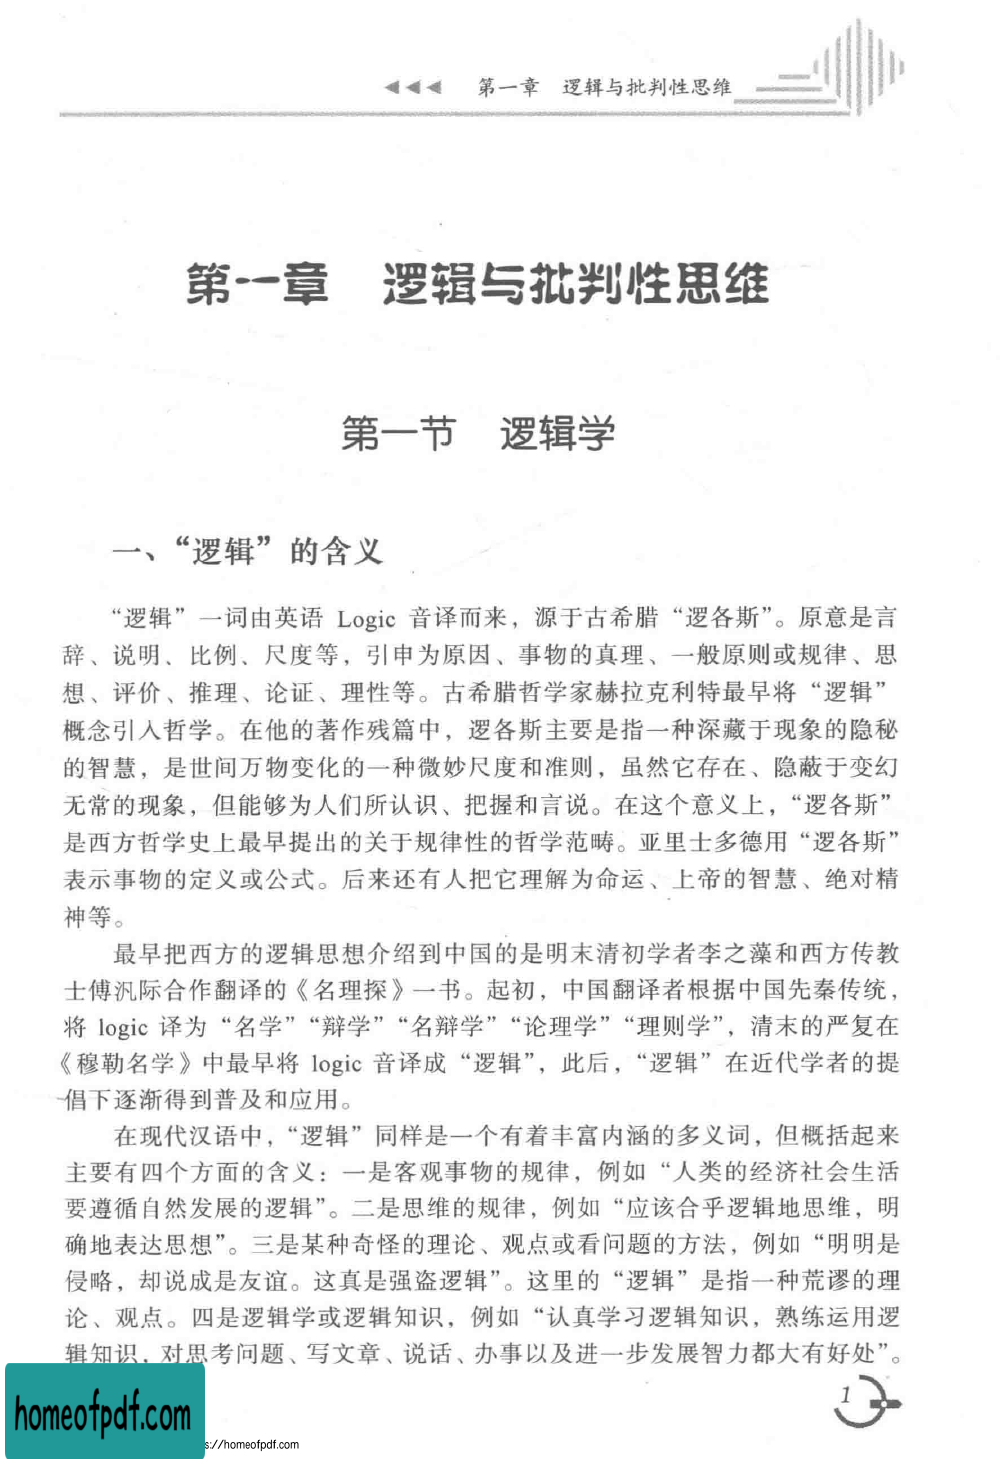 第一章 逻辑与批判性思维
第一章 逻辑与批判性思维
第一节 逻辑学
一、“逻辑”的含义
“逻辑”一词由英语 Logic 音译而来，源于古希腊“逻各斯”。原意是言
辞、说明、比例、尺度等，引申为原因、事物的真理、一般原则或规律、思
想、评价、推理、论证、理性等。古希腊哲学家赫拉克利特最早将“逻辑”
概念引入哲学。在他的著作残篇中，逻各斯主要是指一种深藏于现象的隐秘
的智慧，是世间万物变化的一种微妙尺度和准则，虽然它存在、隐蔽于变幻
无常的现象，但能够为人们所认识、把握和言说。在这个意义上，“逻各斯”
是西方哲学史上最早提出的关于规律性的哲学范畴。亚里士多德用“逻各斯”
表示事物的定义或公式。后来还有人把它理解为命运、上帝的智慧、绝对精
神等。
最早把西方的逻辑思想介绍到中国的是明末清初学者李之藻和西方传教
士傅汎际合作翻译的《名理探》一书。起初，中国翻译者根据中国先秦传统，
将 logic 译为“名学”“辩学”“名辩学”“论理学”“理则学”，清末的严复在
《穆勒名学》中最早将 logic 音译成“逻辑”，此后，“逻辑”在近代学者的提
倡下逐渐得到普及和应用。
在现代汉语中，“逻辑”同样是一个有着丰富内涵的多义词，但概括起来
主要有四个方面的含义：一是客观事物的规律，例如“人类的经济社会生活
要遵循自然发展的逻辑”。二是思维的规律，例如“应该合乎逻辑地思维，明
确地表达思想”。三是某种奇怪的理论、观点或看问题的方法，例如“明明是
侵略，却说成是友谊。这真是强盗逻辑”。这里的“逻辑”是指一种荒谬的理
论、观点。四是逻辑学或逻辑知识，例如“认真学习逻辑知识，熟练运用逻
辑知识，对思考问题、写文章、说话、办事以及进一步发展智力都大有好处”。
1
homeofpdf.com
s://homeofpdf.com